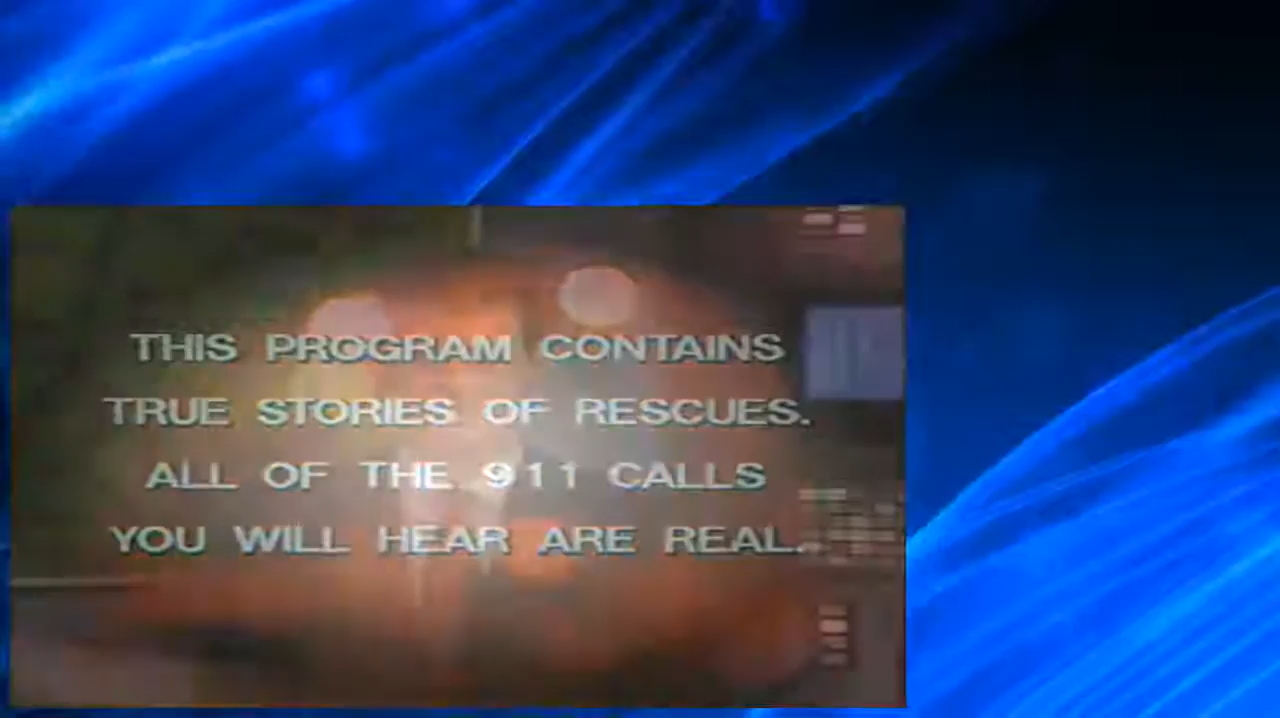 THIS PROGRAM CONTAINS
TRUE STORIES OF RESCUES.
ALL OF THE 911 CALLS
YOU WILL HEAR ARE REAL.